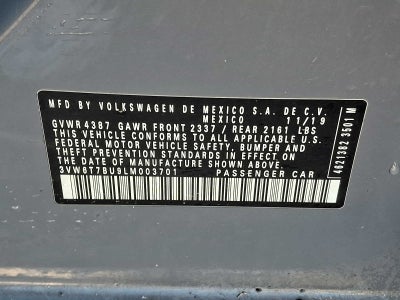 MFD BY VOLKSWAGEN DE MEXICO S.A. DE C.V.
MEXICO 11/19
GVWR 4387 GAWR FRONT 2337 / REAR 2161 LBS
THIS VEHICLE CONFORMS TO ALL APPLICABLE U.S.
FEDERAL MOTOR VEHICLE SAFETY, BUMPER AND
THEFT PREVENTION STANDARDS IN EFFECT ON
THE DATE OF MANUFACTURE SHOWN ABOVE.
3VW6T7BU9LM003701 PASSENGER CAR
4621382 3501 M